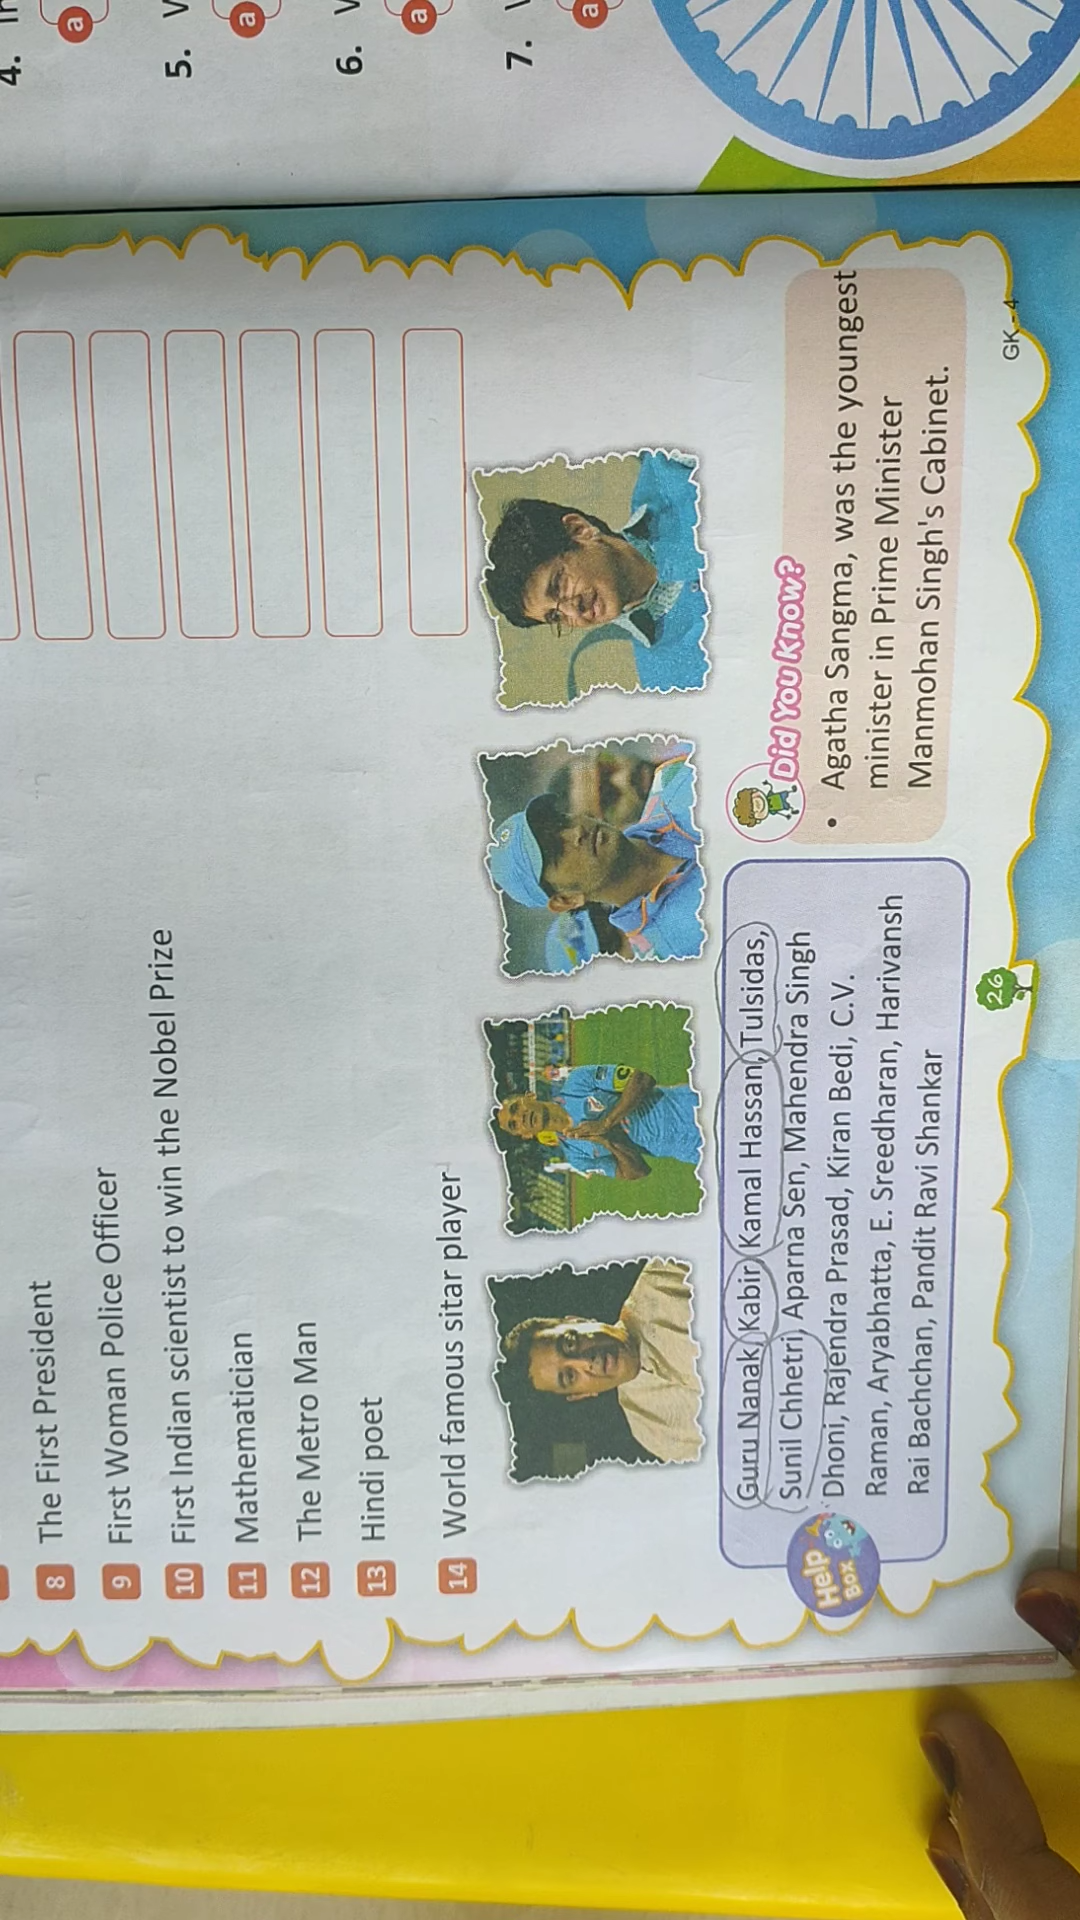 4.
a
5.
a
6.
a
7.
a
8 The First President
9 First Woman Police Officer
10 First Indian scientist to win the Nobel Prize
11 Mathematician
12 The Metro Man
13 Hindi poet
14 World famous sitar player
Help
BOX
Guru Nanak, Kabir, Kamal Hassan, Tulsidas,
Sunil Chhetri, Aparna Sen, Mahendra Singh
Dhoni, Rajendra Prasad, Kiran Bedi, C.V.
Raman, Aryabhatta, E. Sreedharan, Harivansh
Rai Bachchan, Pandit Ravi Shankar
Did You Know?
• Agatha Sangma, was the youngest
minister in Prime Minister
Manmohan Singh's Cabinet.
26
GK - 4